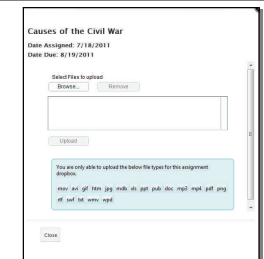 Causes of the Civil War
Date Assigned: 7/18/2011
Date Due: 8/19/2011
Select Files to upload
Browse... Remove
Upload
You are only able to upload the below file types for this assignment
dropbox.
mov avi gif htm jpg mdb xls ppt pub doc mp3 mp4 pdf png
rtf swf txt wmv wpd
Close